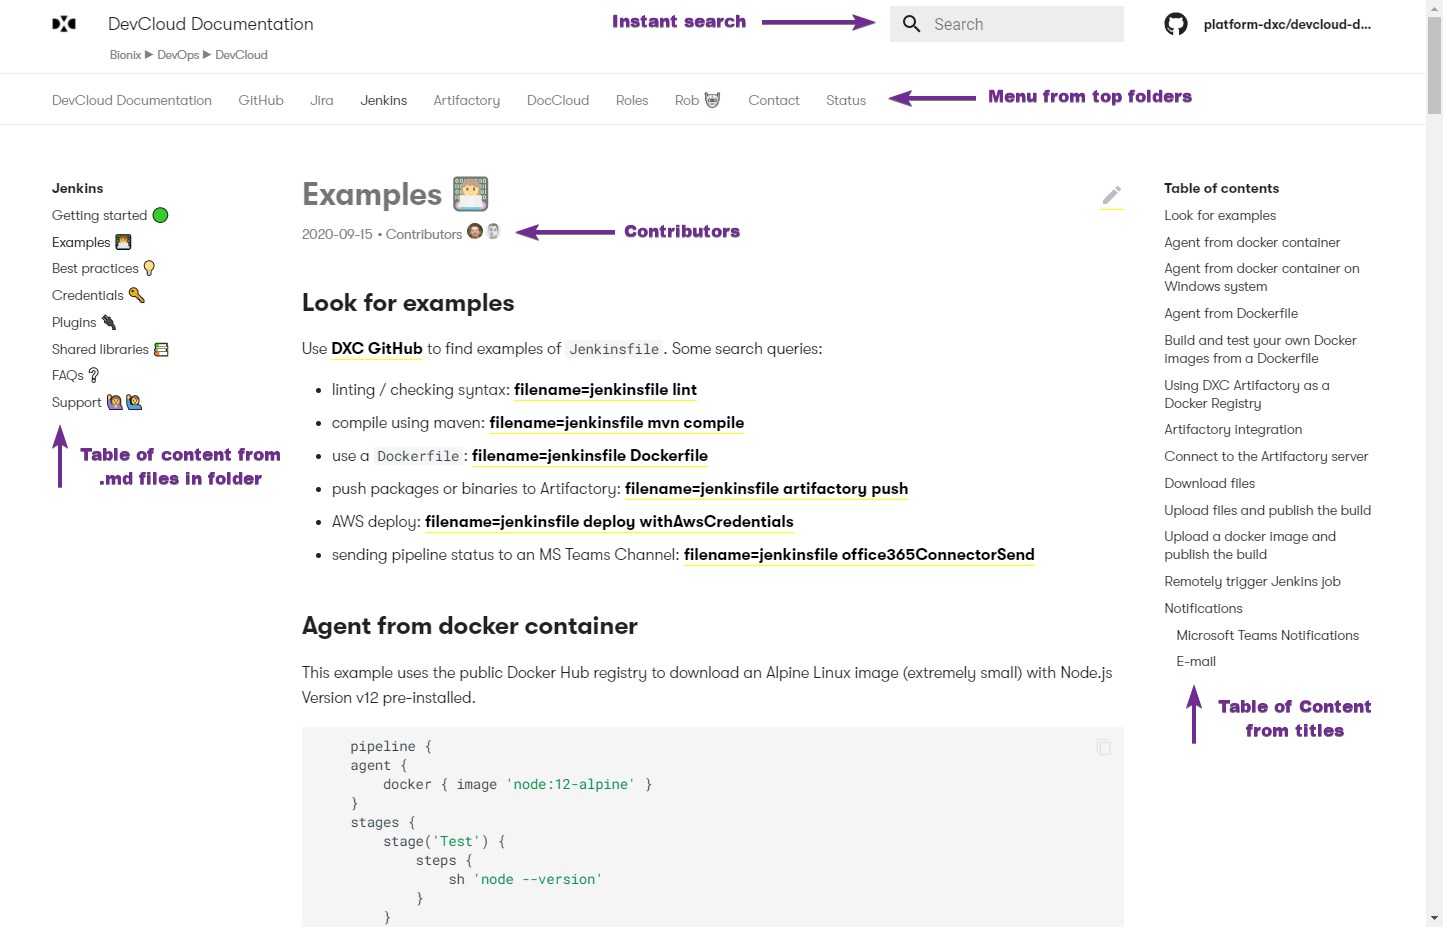 DevCloud Documentation
Instant search
Search
platform-dxc/devcloud-d...
Bionix ▶ DevOps ▶ DevCloud
DevCloud Documentation GitHub Jira Jenkins Artifactory DocCloud Roles Rob Contact Status
Menu from top folders
Jenkins
Getting started
Examples
Best practices
Credentials
Plugins
Shared libraries
FAQs
Support
Table of content from
.md files in folder
Examples
2020-09-15 • Contributors
Contributors
Look for examples
Use DXC GitHub to find examples of Jenkinsfile. Some search queries:
• linting / checking syntax: filename=jenkinsfile lint
• compile using maven: filename=jenkinsfile mvn compile
• use a Dockerfile: filename=jenkinsfile Dockerfile
• push packages or binaries to Artifactory: filename=jenkinsfile artifactory push
• AWS deploy: filename=jenkinsfile deploy withAwsCredentials
• sending pipeline status to an MS Teams Channel: filename=jenkinsfile office365ConnectorSend
Agent from docker container
This example uses the public Docker Hub registry to download an Alpine Linux image (extremely small) with Node.js
Version v12 pre-installed.
pipeline {
agent {
docker { image 'node:12-alpine' }
}
stages {
stage('Test') {
steps {
sh 'node --version'
}
}
Table of contents
Look for examples
Agent from docker container
Agent from docker container on
Windows system
Agent from Dockerfile
Build and test your own Docker
images from a Dockerfile
Using DXC Artifactory as a
Docker Registry
Artifactory integration
Connect to the Artifactory server
Download files
Upload files and publish the build
Upload a docker image and
publish the build
Remotely trigger Jenkins job
Notifications
Microsoft Teams Notifications
E-mail
Table of Content
from titles